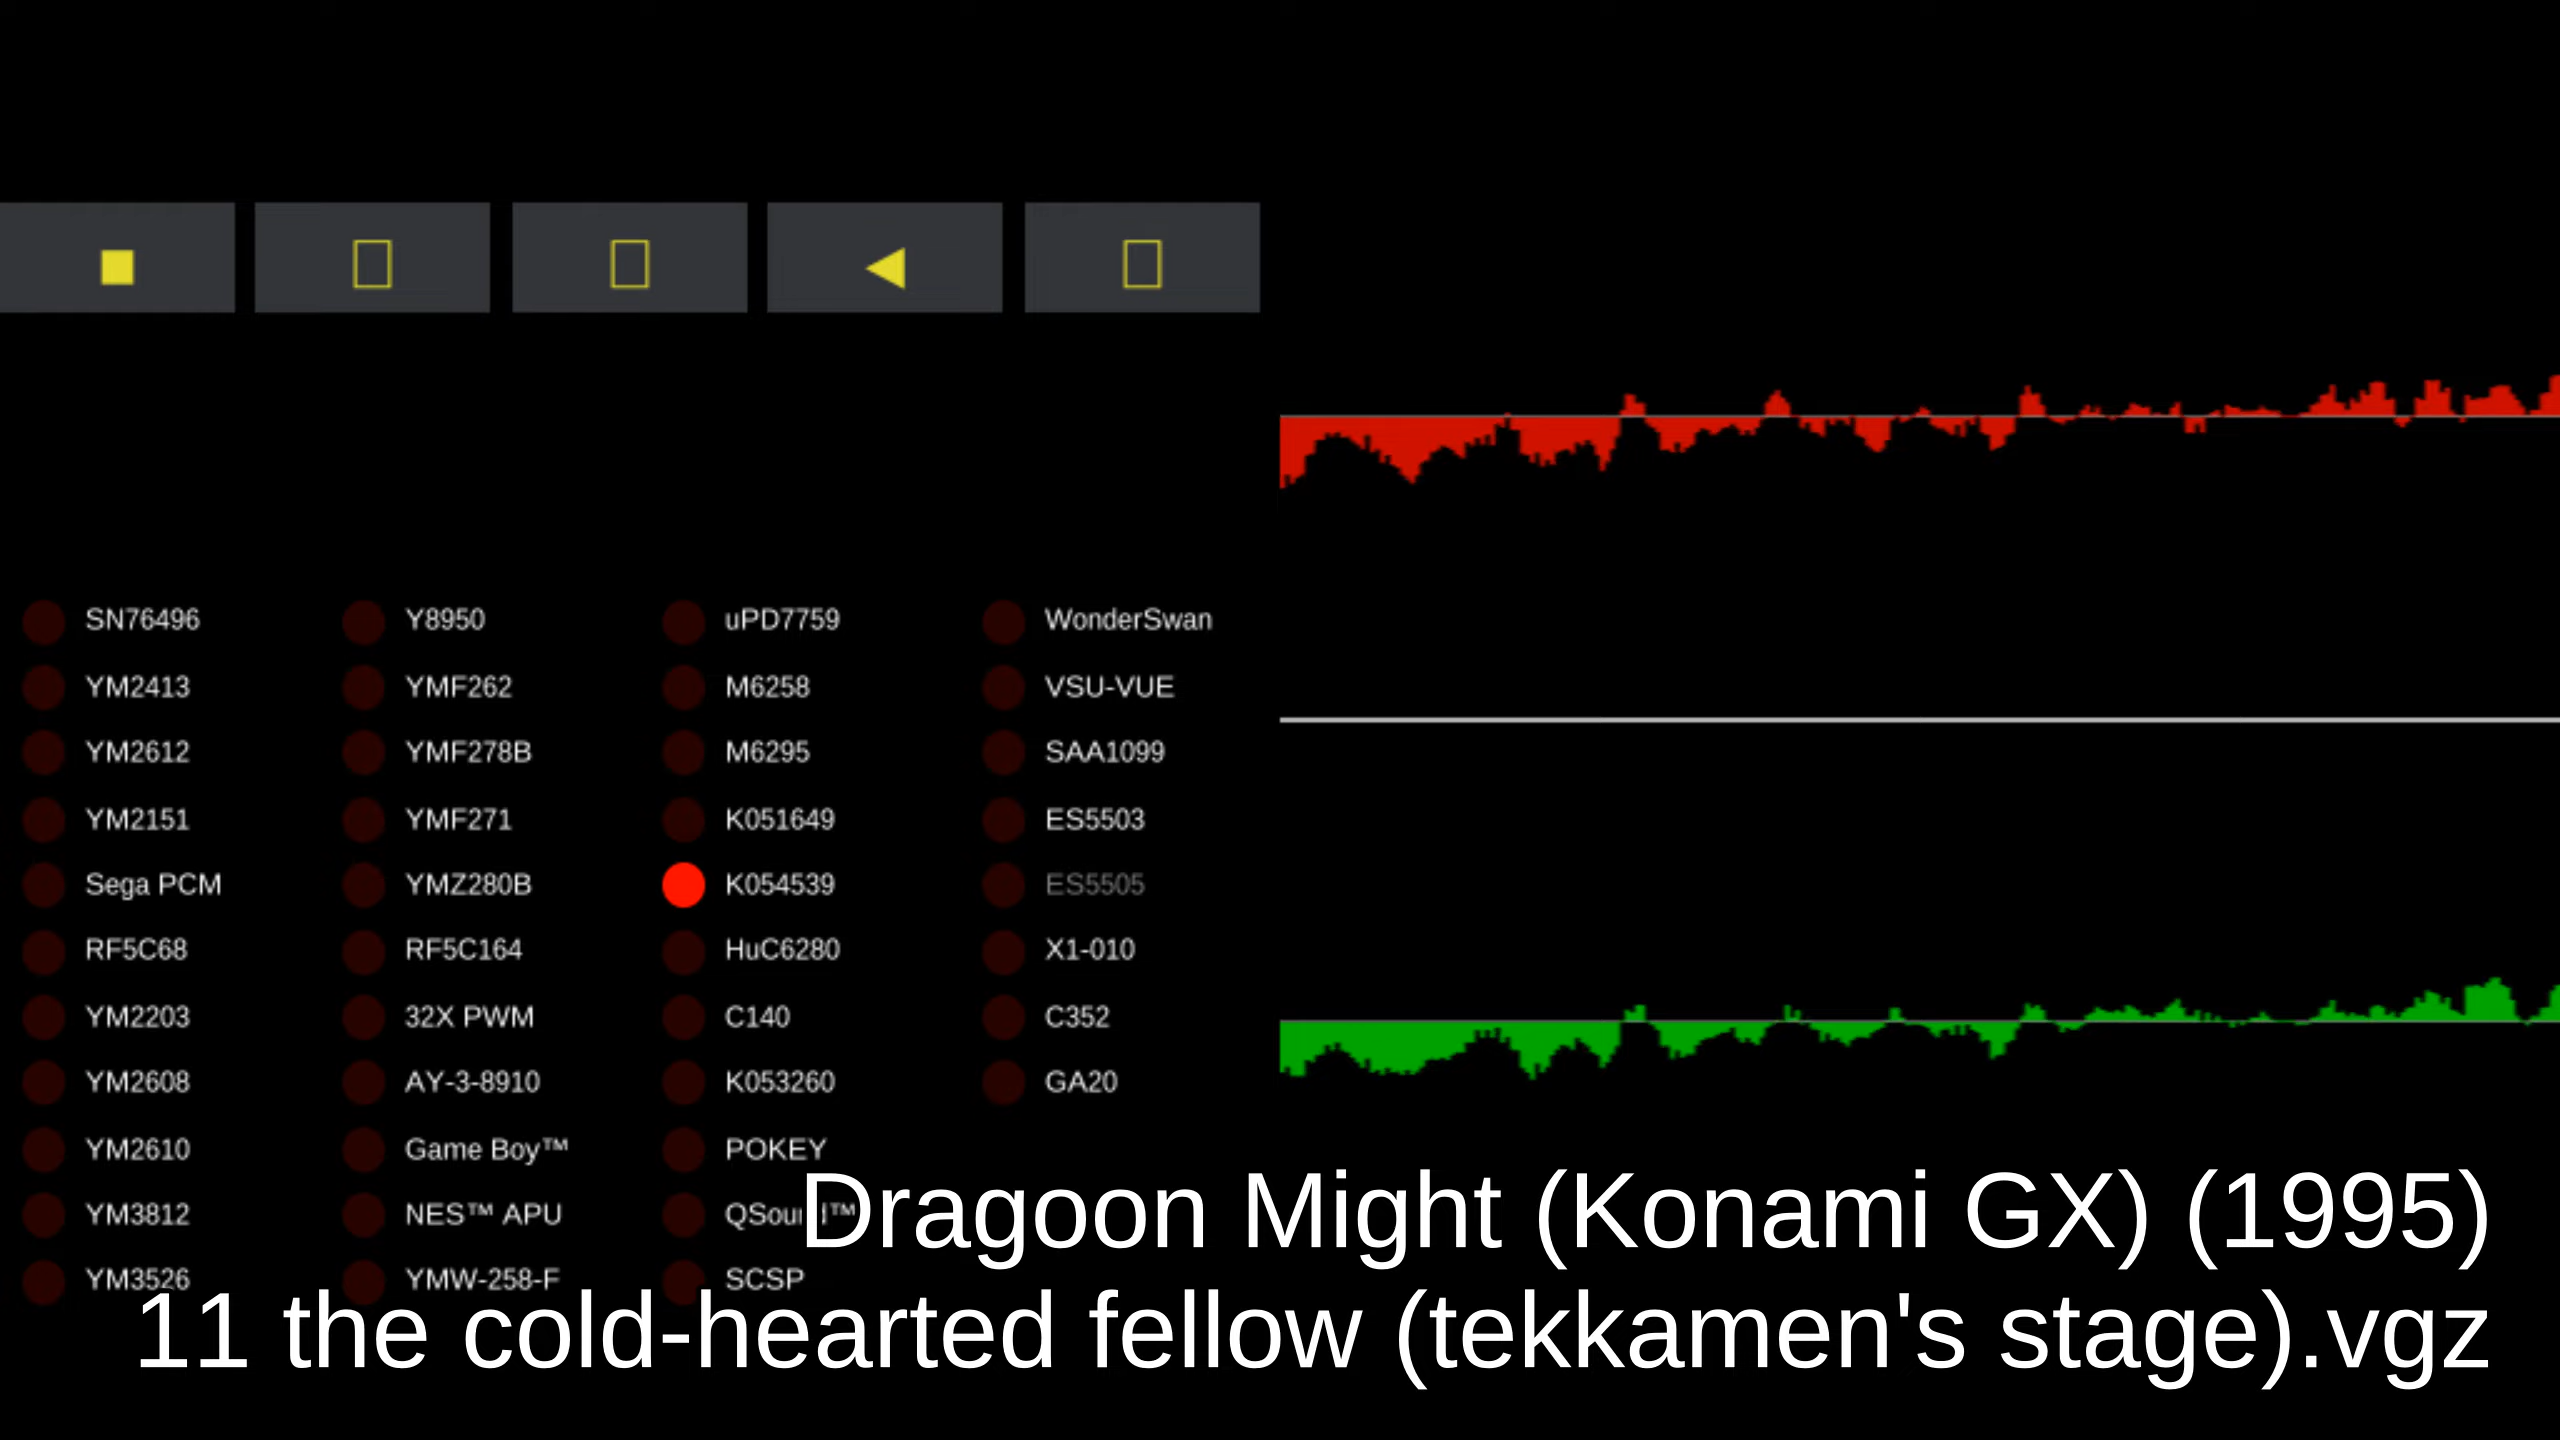 SN76496 Y8950 uPD7759 WonderSwan
YM2413 YMF262 M6258 VSU-VUE
YM2612 YMF278B M6295 SAA1099
YM2151 YMF271 K051649 ES5503
Sega PCM YMZ280B K054539 ES5505
RF5C68 RF5C164 HuC6280 X1-010
YM2203 32X PWM C140 C352
YM2608 AY-3-8910 K053260 GA20
YM2610 Game Boy™ POKEY
YM3812 NES™ APU QSound™
YM3526 YMW-258-F SCSP
Dragoon Might (Konami GX) (1995)
11 the cold-hearted fellow (tekkamen's stage).vgz